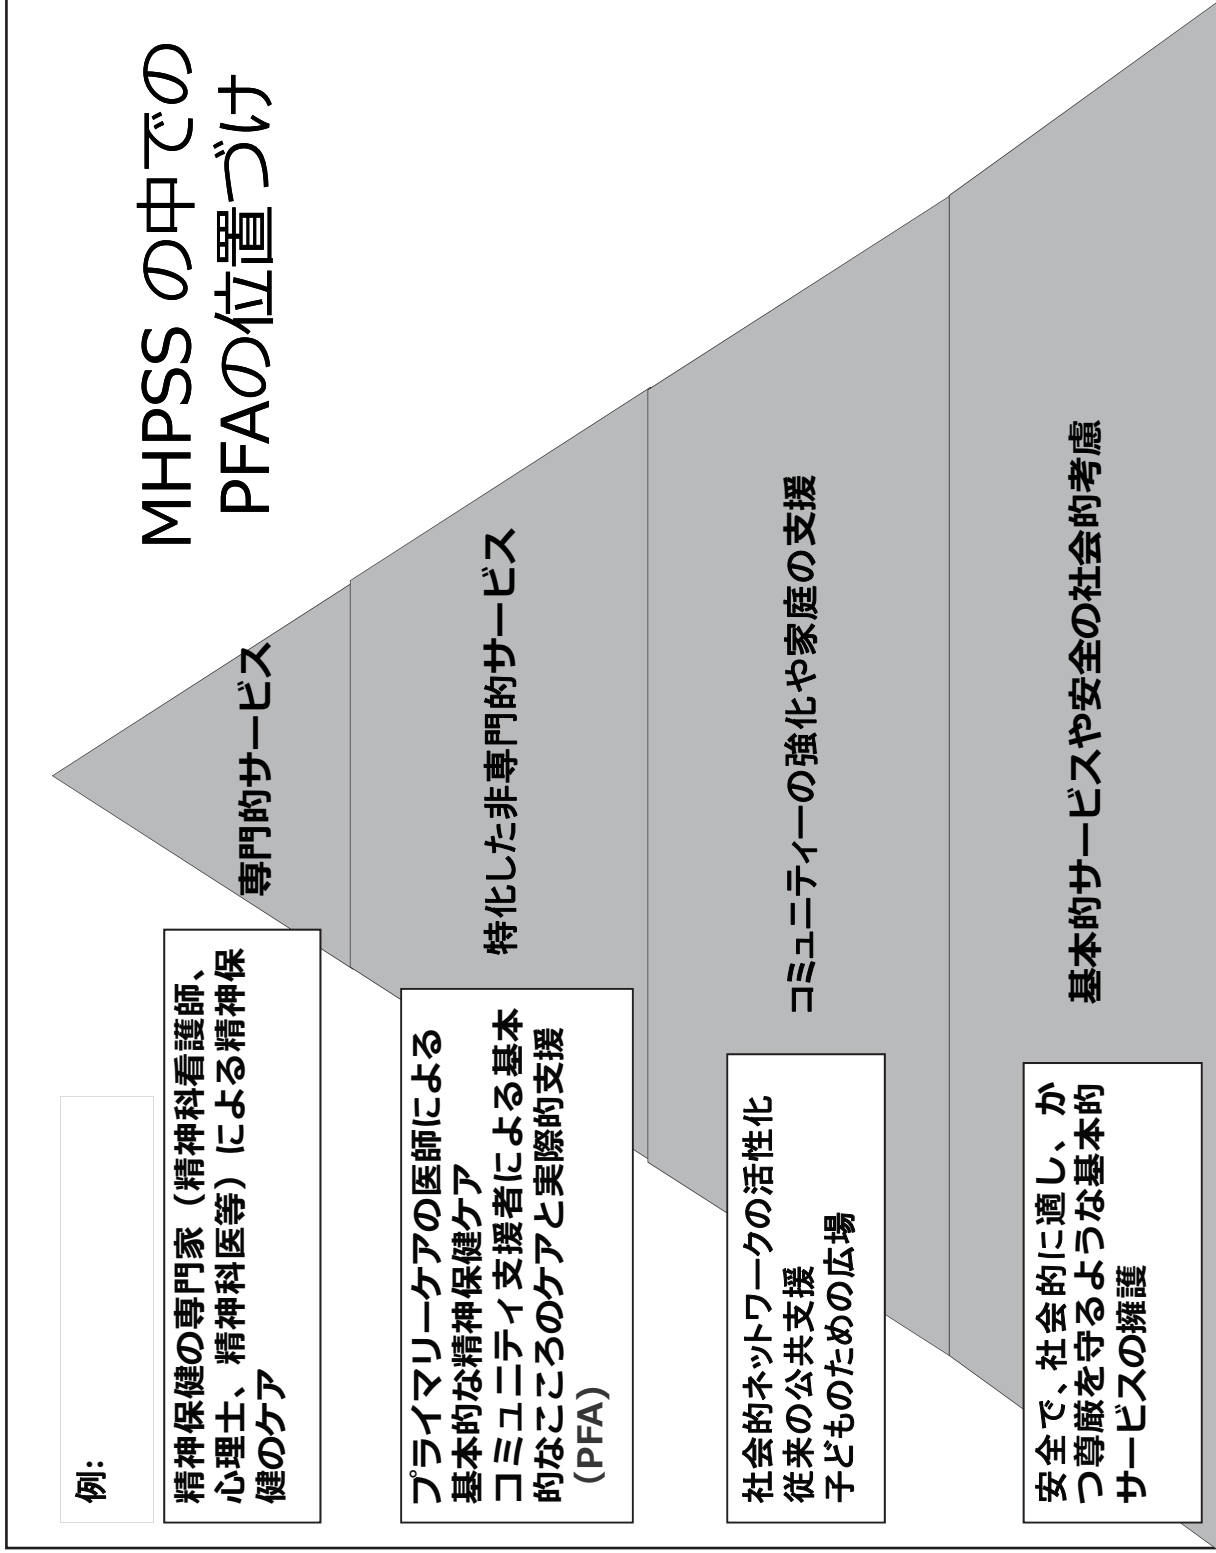 MHPSS の中での
PFAの位置づけ
例:
専門的サービス
精神保健の専門家（精神科看護師、
心理士、精神科医等）による精神保
健のケア
特化した非専門的サービス
プライマリーケアの医師による
基本的な精神保健ケア
コミュニティ支援者による基本
的なこころのケアと実際的支援
（PFA）
コミュニティーの強化や家庭の支援
社会的ネットワークの活性化
従来の公共支援
子どものための広場
基本的サービスや安全の社会的考慮
安全で、社会的に適し、か
つ尊厳を守るような基本的
サービスの擁護